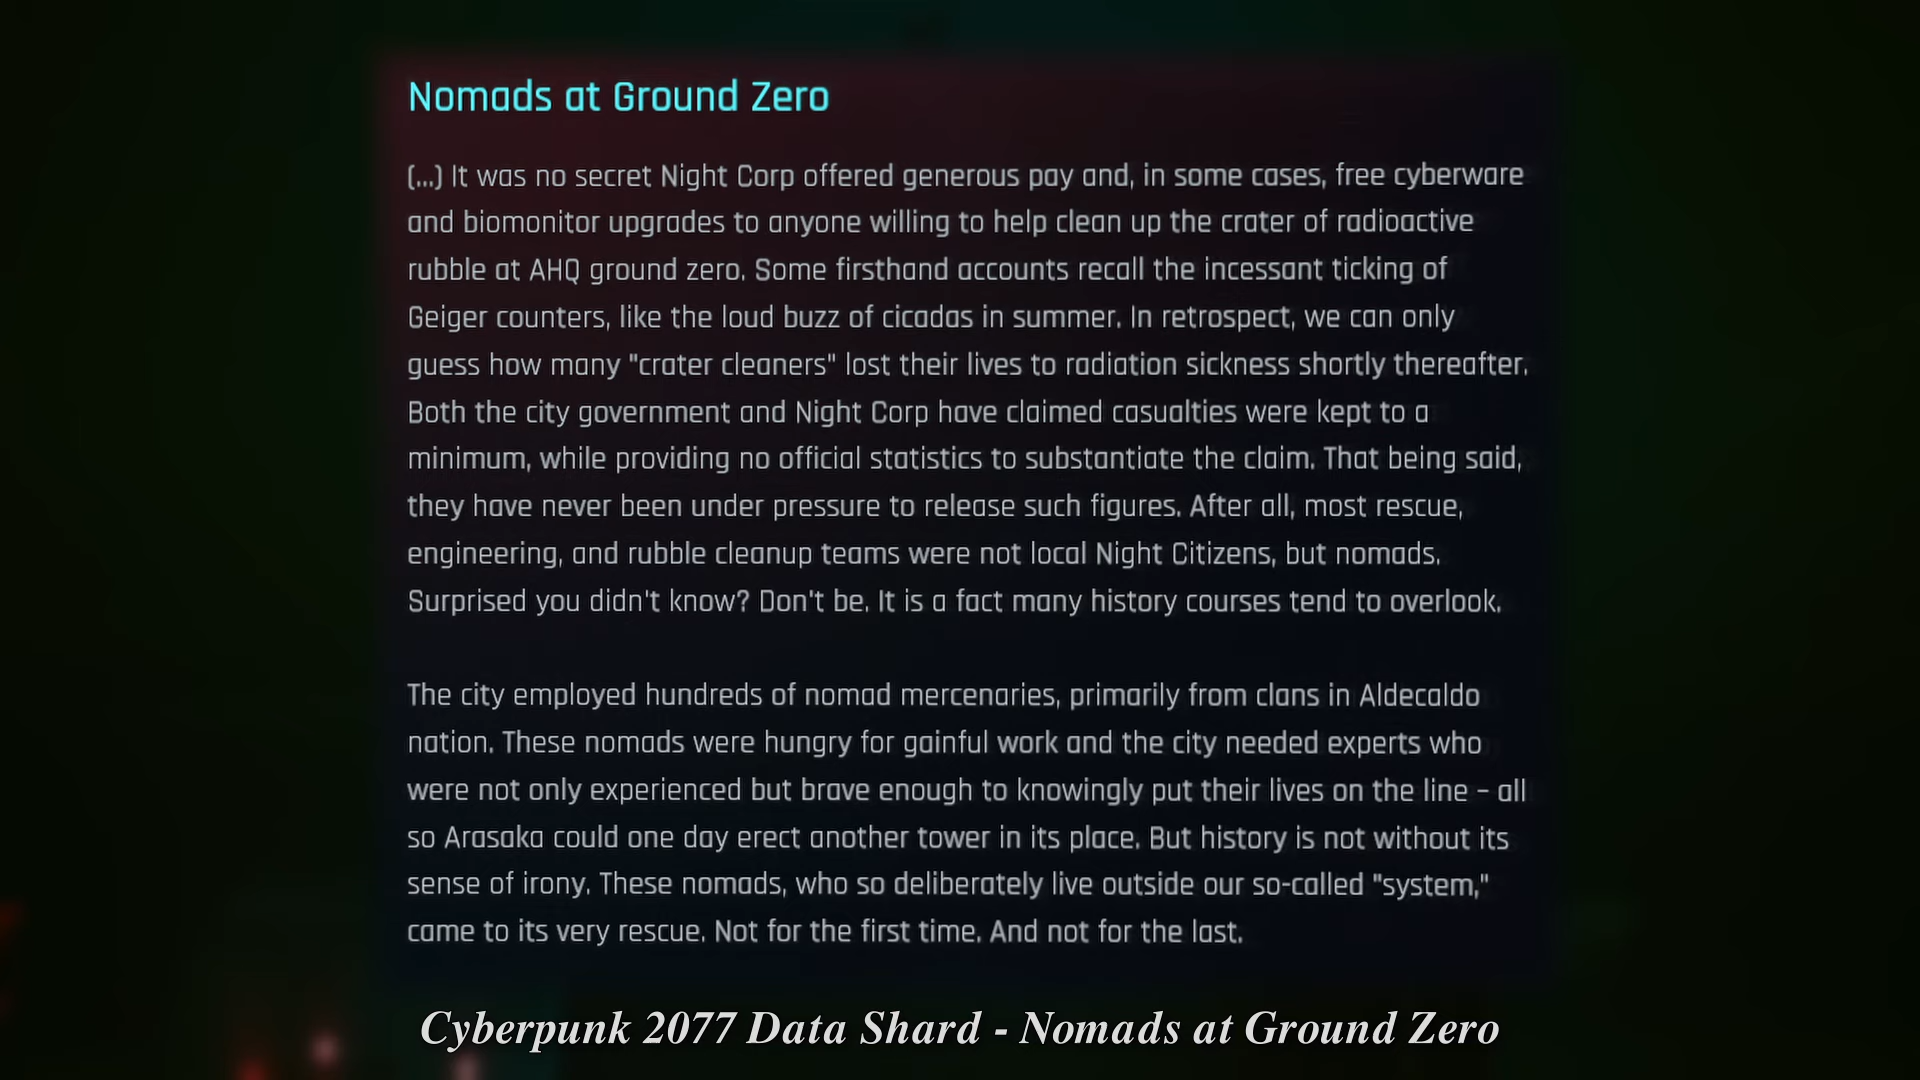 Nomads at Ground Zero
(...) It was no secret Night Corp offered generous pay and, in some cases, free cyberware
and biomonitor upgrades to anyone willing to help clean up the crater of radioactive
rubble at AHQ ground zero. Some firsthand accounts recall the incessant ticking of
Geiger counters, like the loud buzz of cicadas in summer. In retrospect, we can only
guess how many "crater cleaners" lost their lives to radiation sickness shortly thereafter.
Both the city government and Night Corp have claimed casualties were kept to a
minimum, while providing no official statistics to substantiate the claim. That being said,
they have never been under pressure to release such figures. After all, most rescue,
engineering, and rubble cleanup teams were not local Night Citizens, but nomads.
Surprised you didn't know? Don't be. It is a fact many history courses tend to overlook.
The city employed hundreds of nomad mercenaries, primarily from clans in Aldecaldo
nation. These nomads were hungry for gainful work and the city needed experts who
were not only experienced but brave enough to knowingly put their lives on the line – all
so Arasaka could one day erect another tower in its place. But history is not without its
sense of irony. These nomads, who so deliberately live outside our so-called "system,"
came to its very rescue. Not for the first time. And not for the last.
Cyberpunk 2077 Data Shard - Nomads at Ground Zero